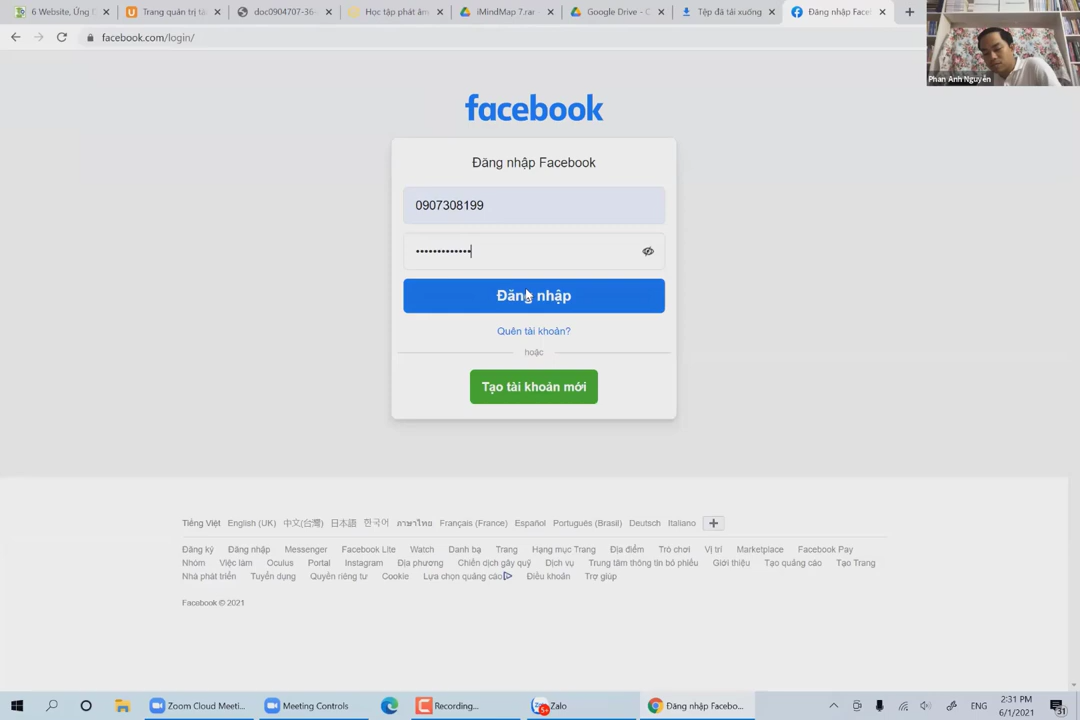 6 Website, Ứng
Trang quản trị tà
doc0904707-36
Học tập phát âm
iMindMap 7.rar
Google Drive - C
Tệp đã tải xuống
Đăng nhập Face
facebook.com/login/
Phan Anh Nguyễn
facebook
Đăng nhập Facebook
0907308199
•••••••••••••
Đăng nhập
Quên tài khoản?
hoặc
Tạo tài khoản mới
Tiếng Việt English (UK) 中文(台灣) 日本語 한국어 ภาษาไทย Français (France) Español Português (Brasil) Deutsch Italiano
Đăng ký Đăng nhập Messenger Facebook Lite Watch Danh bạ Trang Hạng mục Trang Địa điểm Trò chơi Vị trí Marketplace Facebook Pay
Nhóm Việc làm Oculus Portal Instagram Địa phương Chiến dịch gây quỹ Dịch vụ Trung tâm thông tin bỏ phiếu Giới thiệu Tạo quảng cáo Tạo Trang
Nhà phát triển Tuyển dụng Quyền riêng tư Cookie Lựa chọn quảng cáo Điều khoản Trợ giúp
Facebook © 2021
Zoom Cloud Meeti...
Meeting Controls
Recording...
Zalo
5+
Đăng nhập Facebo...
ENG
2:31 PM
6/1/2021
31